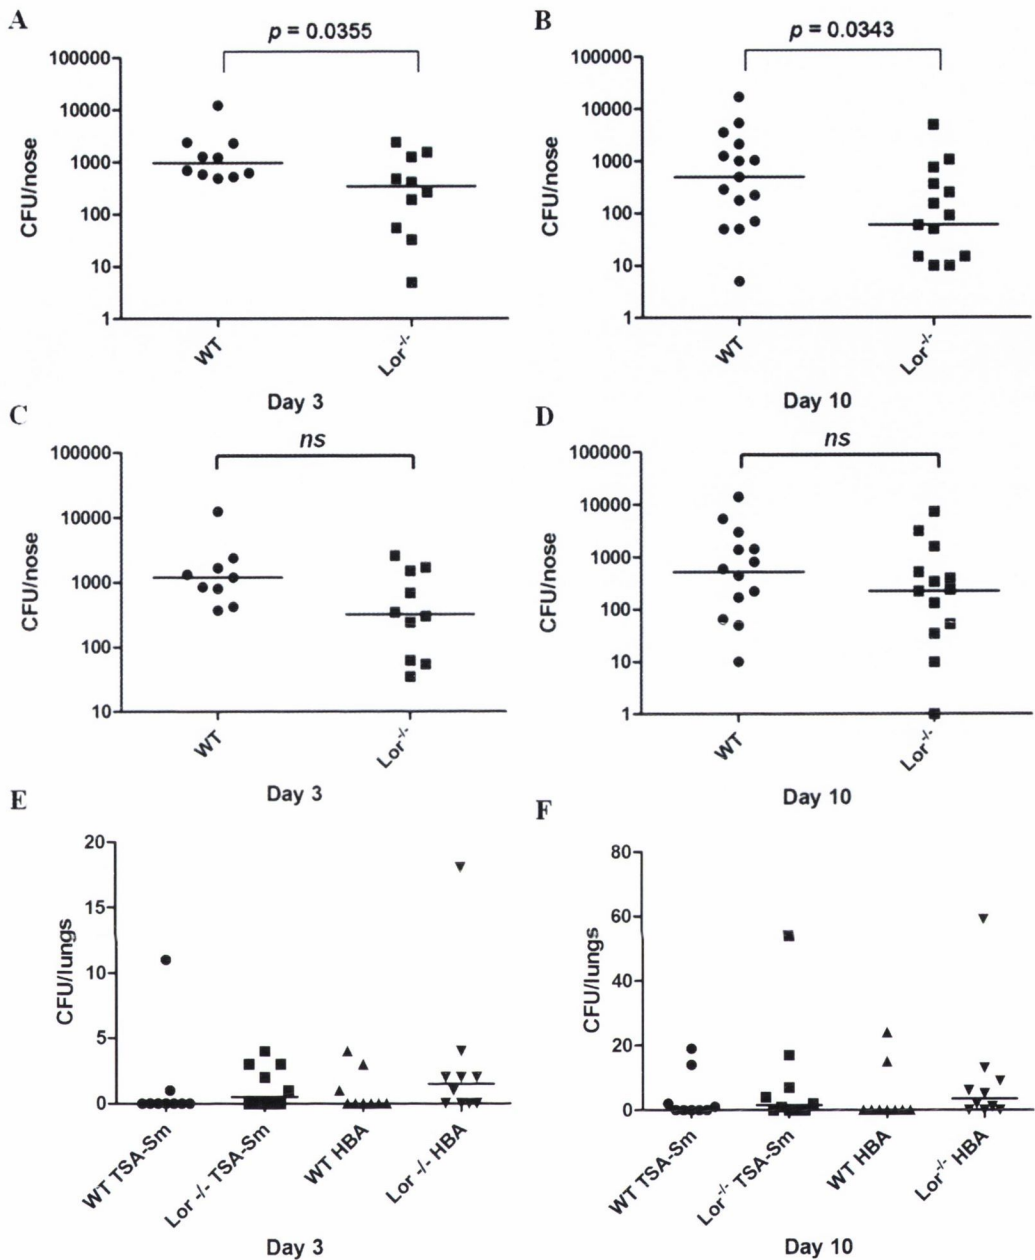 A
p = 0.0355
100000
10000
1000
100
10
1
CFU/nose
WT
Lor-/-
Day 3
B
p = 0.0343
100000
10000
1000
100
10
1
CFU/nose
WT
Lor-/-
Day 10
C
ns
100000
10000
1000
100
10
CFU/nose
WT
Lor-/-
Day 3
D
ns
100000
10000
1000
100
10
1
CFU/nose
WT
Lor-/-
Day 10
E
20
15
10
5
0
CFU/lungs
WT TSA-Sm
Lor -/- TSA-Sm
WT HBA
Lor -/- HBA
Day 3
F
80
60
40
20
0
CFU/lungs
WT TSA-Sm
Lor-/- TSA-Sm
WT HBA
Lor-/- HBA
Day 10